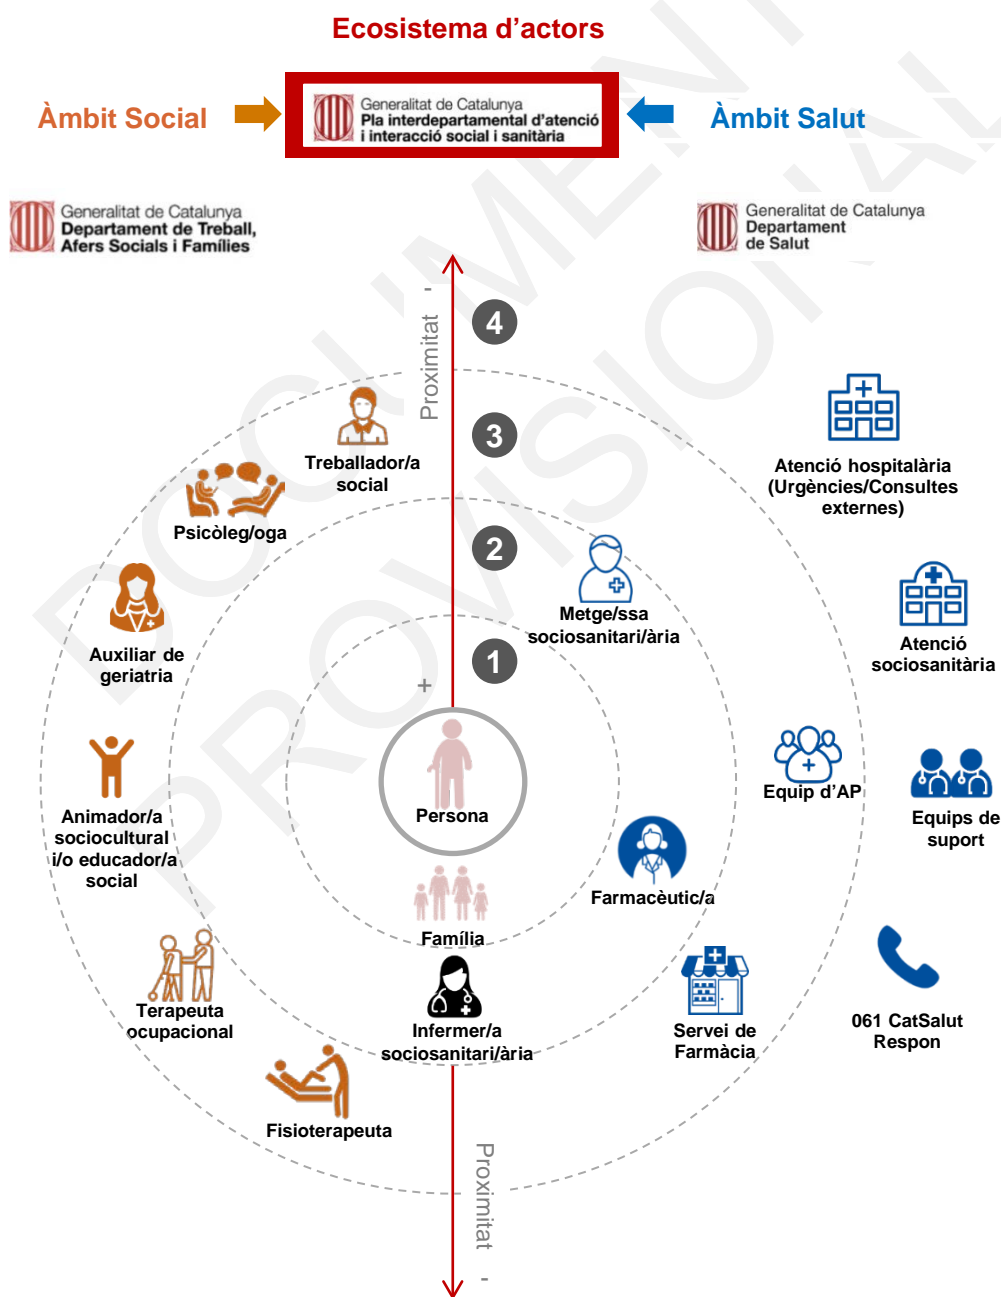 Ecosistema d'actors
Àmbit Social
Generalitat de Catalunya
Pla interdepartamental d'atenció
i interacció social i sanitària
Àmbit Salut
Generalitat de Catalunya
Departament de Treball,
Afers Socials i Famílies
Generalitat de Catalunya
Departament
de Salut
DOCUMENT
PROVISIONAL
Proximitat -
4
3
2
1
+
Treballador/a
social
Psicòleg/oga
Auxiliar de
geriatria
Animador/a
sociocultural
i/o educador/a
social
Terapeuta
ocupacional
Fisioterapeuta
Persona
Família
Infermer/a
sociosanitari/ària
Metge/ssa
sociosanitari/ària
Farmacèutic/a
Equip d'AP
Servei de
Farmàcia
Atenció hospitalària
(Urgències/Consultes
externes)
Atenció
sociosanitària
Equips de
suport
061 CatSalut
Respon
Proximitat -